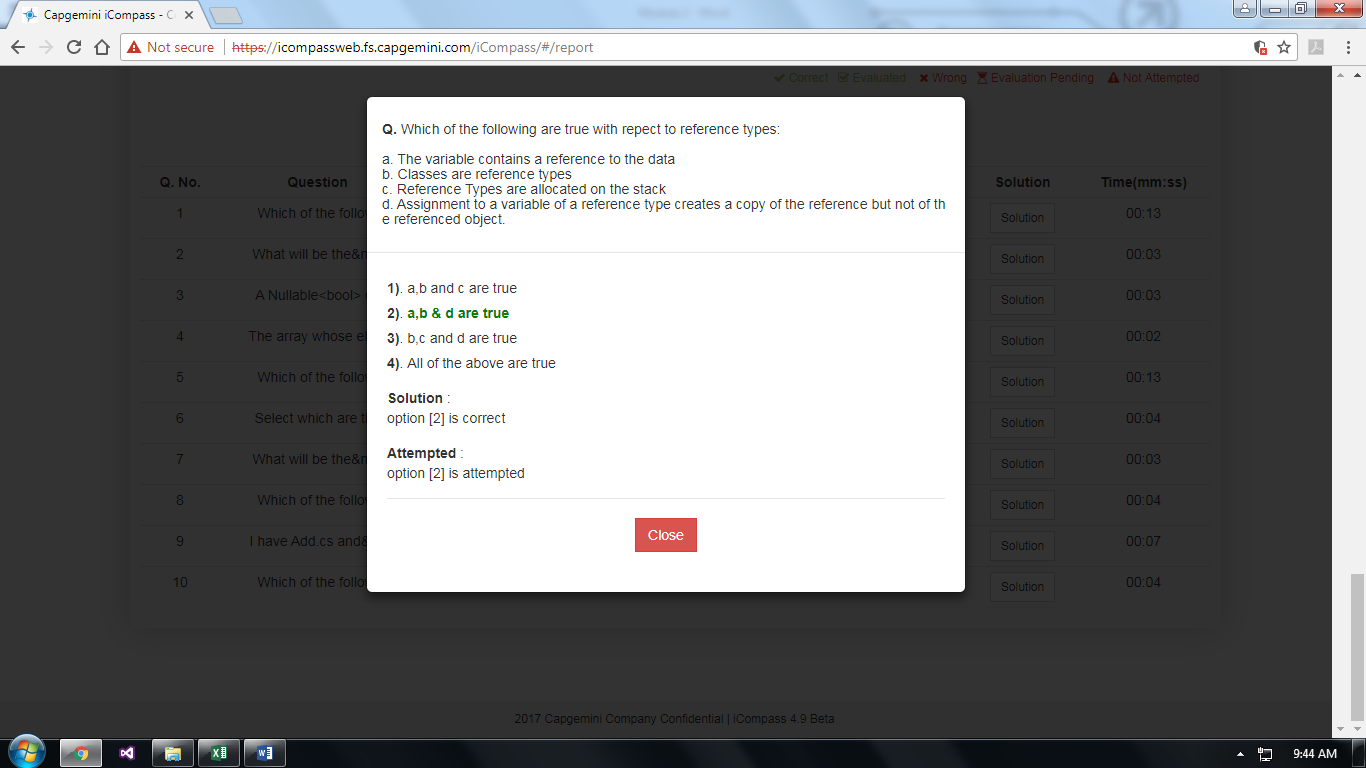 Capgemini iCompass - C
Not secure
https://icompassweb.fs.capgemini.com/iCompass/#/report
Correct Evaluated Wrong Evaluation Pending Not Attempted
Q. Which of the following are true with repect to reference types:
a. The variable contains a reference to the data
b. Classes are reference types
c. Reference Types are allocated on the stack
d. Assignment to a variable of a reference type creates a copy of the reference but not of th
e referenced object.
1). a,b and c are true
2). a,b & d are true
3). b,c and d are true
4). All of the above are true
Solution :
option [2] is correct
Attempted :
option [2] is attempted
Close
Q. No. Question Solution Time(mm:ss)
1 Which of the follo Solution 00:13
2 What will be the&n Solution 00:03
3 A Nullable<bool> Solution 00:03
4 The array whose el Solution 00:02
5 Which of the follo Solution 00:13
6 Select which are t Solution 00:04
7 What will be the&n Solution 00:03
8 Which of the follo Solution 00:04
9 I have Add.cs and& Solution 00:07
10 Which of the follo Solution 00:04
2017 Capgemini Company Confidential | iCompass 4.9 Beta
9:44 AM